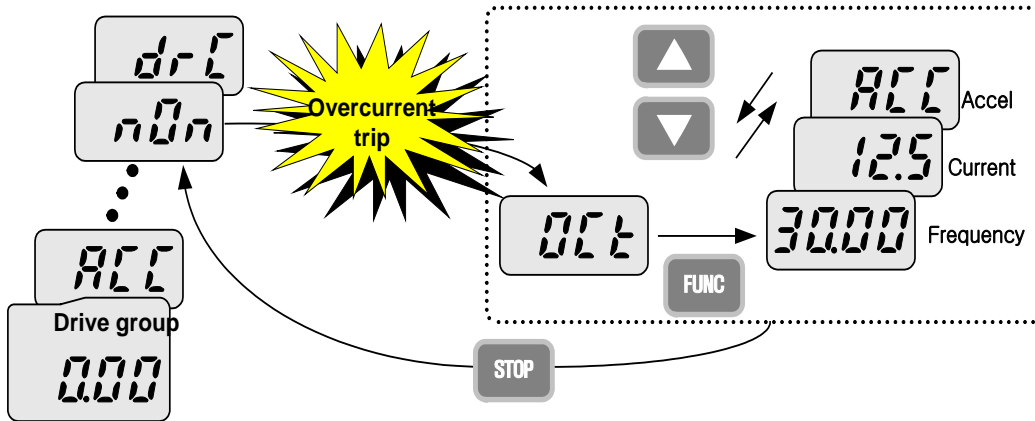 drC
nOn
Overcurrent
trip
ACC
Accel
12.5
Current
OCt
30.00
Frequency
FUNC
ACC
Drive group
0.00
STOP